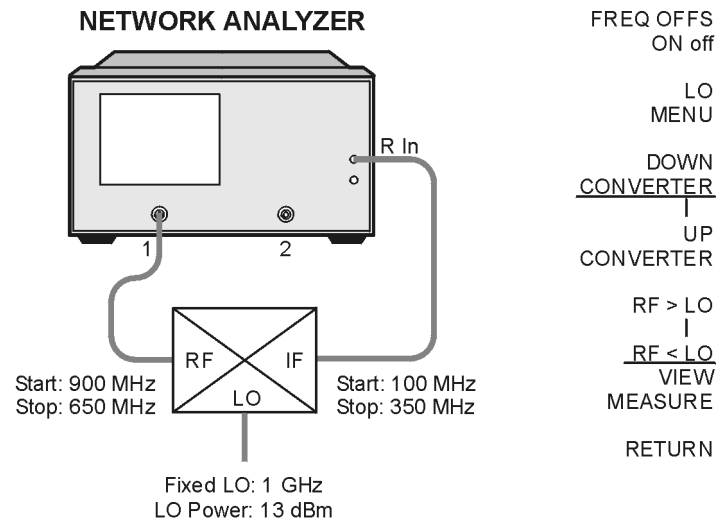 NETWORK ANALYZER
R In
1
2
RF
IF
LO
Start: 900 MHz
Stop: 650 MHz
Start: 100 MHz
Stop: 350 MHz
Fixed LO: 1 GHz
LO Power: 13 dBm
FREQ OFFS
ON off
LO
MENU
DOWN
CONVERTER
UP
CONVERTER
RF > LO
RF < LO
VIEW
MEASURE
RETURN